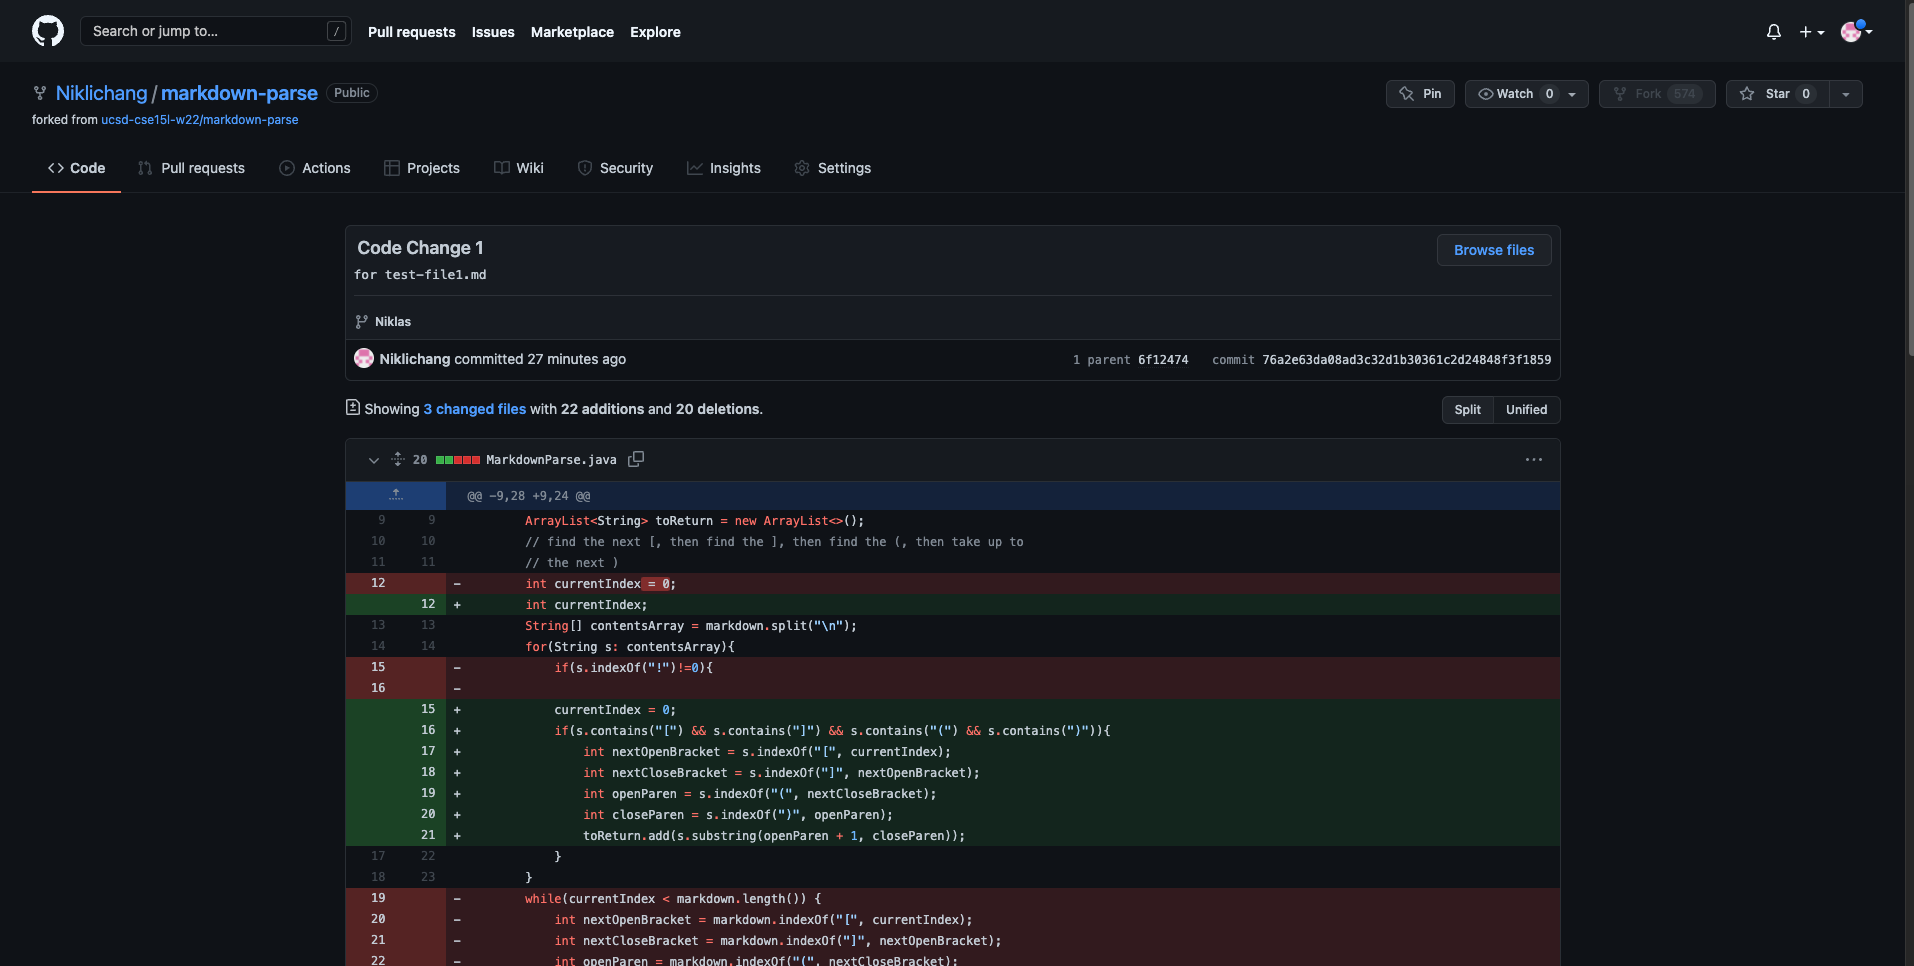 Search or jump to... /
Pull requests Issues Marketplace Explore
Niklichang / markdown-parse Public
Pin Watch 0 Fork 574 Star 0
forked from ucsd-cse15l-w22/markdown-parse
Code Pull requests Actions Projects Wiki Security Insights Settings
Code Change 1
Browse files
for test-file1.md
Niklas
Niklichang committed 27 minutes ago 1 parent 6f12474 commit 76a2e63da08ad3c32d1b30361c2d24848f3f1859
Showing 3 changed files with 22 additions and 20 deletions. Split Unified
20 MarkdownParse.java
@@ -9,28 +9,24 @@
9 9 ArrayList<String> toReturn = new ArrayList<>();
10 10 // find the next [, then find the ], then find the (, then take up to
11 11 // the next )
12 - int currentIndex = 0;
12 + int currentIndex;
13 13 String[] contentsArray = markdown.split("\n");
14 14 for(String s: contentsArray){
15 - if(s.indexOf("!")!=0){
16 -
15 + currentIndex = 0;
16 + if(s.contains("[") && s.contains("]") && s.contains("(") && s.contains(")")){
17 + int nextOpenBracket = s.indexOf("[", currentIndex);
18 + int nextCloseBracket = s.indexOf("]", nextOpenBracket);
19 + int openParen = s.indexOf("(", nextCloseBracket);
20 + int closeParen = s.indexOf(")", openParen);
21 + toReturn.add(s.substring(openParen + 1, closeParen));
17 22 }
18 23 }
19 - while(currentIndex < markdown.length()) {
20 - int nextOpenBracket = markdown.indexOf("[", currentIndex);
21 - int nextCloseBracket = markdown.indexOf("]", nextOpenBracket);
22 - int openParen = markdown.indexOf("(", nextCloseBracket);